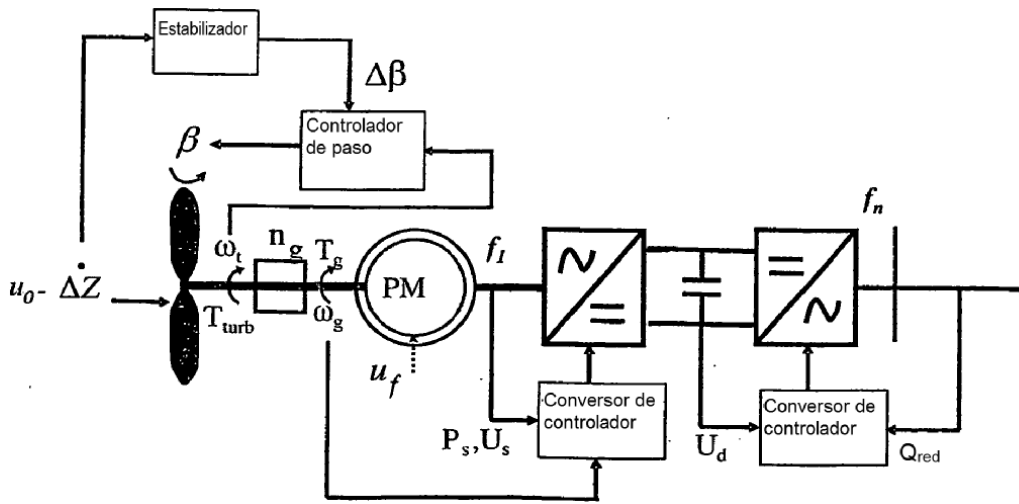 Estabilizador
Δβ
Controlador
de paso
β
f_n
ω_t
n_g
T_g
f_I
u_0- ΔŻ
PM
T_turb
ω_g
u_f
Conversor de
controlador
Conversor de
controlador
P_s,U_s
U_d
Q_red